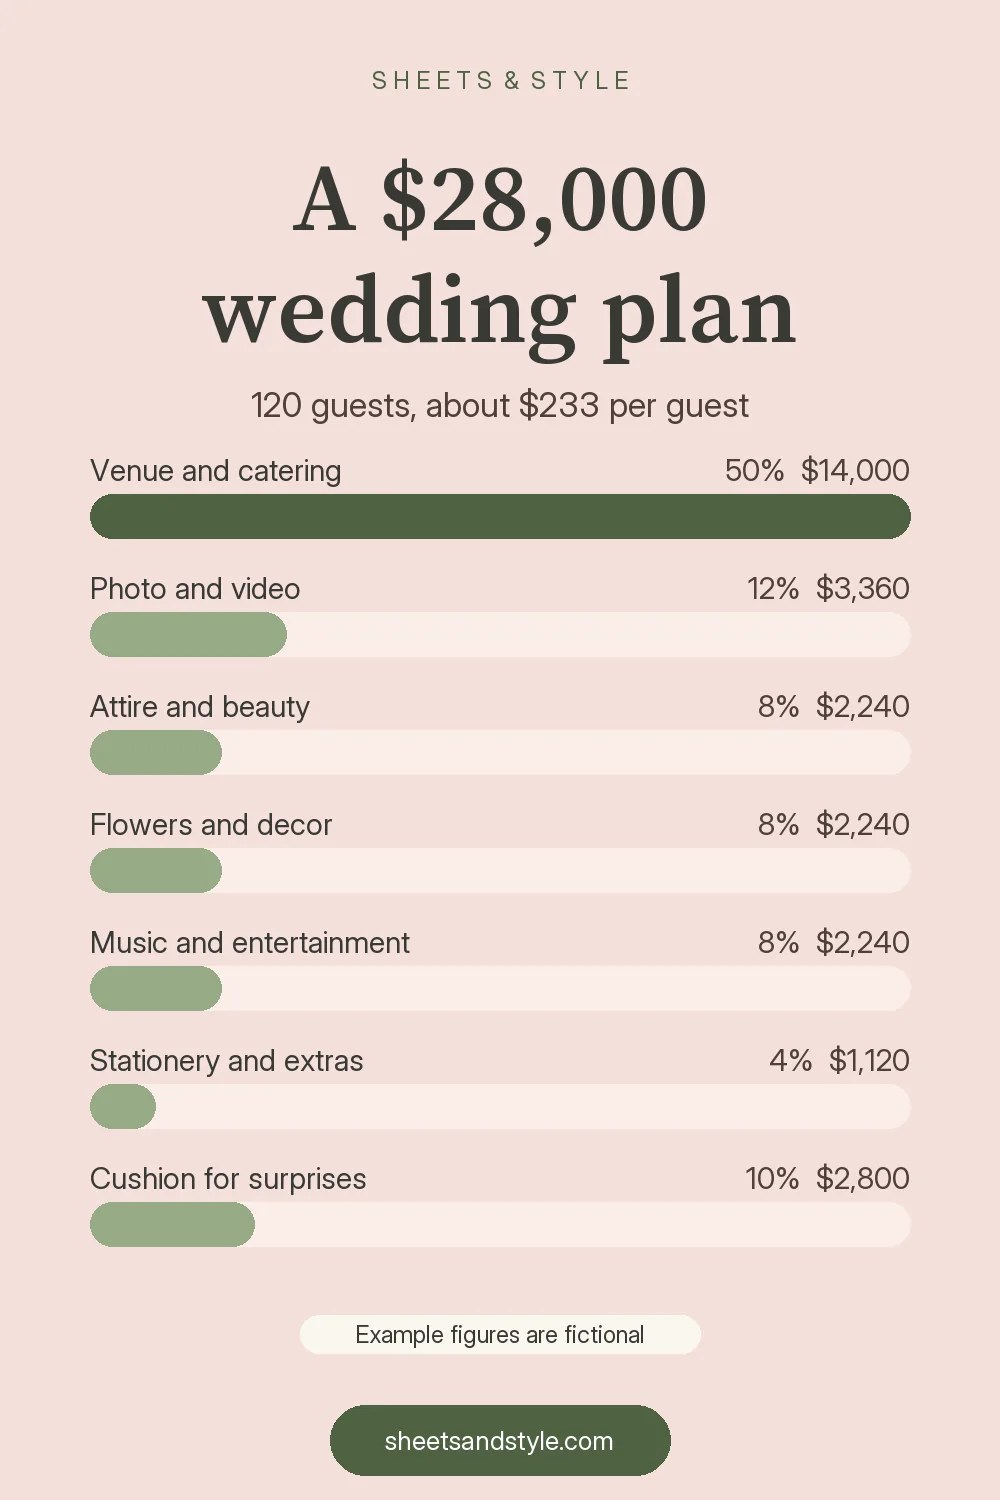 SHEETS & STYLE
A $28,000
wedding plan
120 guests, about $233 per guest
Venue and catering 50% $14,000
Photo and video 12% $3,360
Attire and beauty 8% $2,240
Flowers and decor 8% $2,240
Music and entertainment 8% $2,240
Stationery and extras 4% $1,120
Cushion for surprises 10% $2,800
Example figures are fictional
sheetsandstyle.com